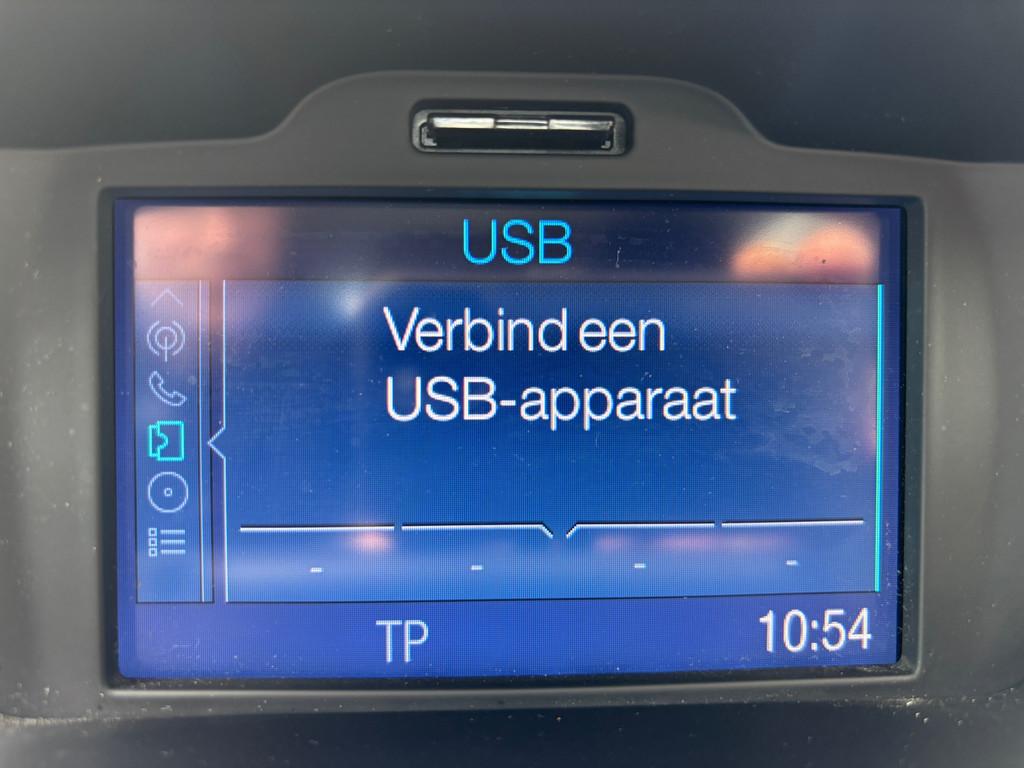 USB
Verbind een
USB-apparaat
- - - -
TP 10:54